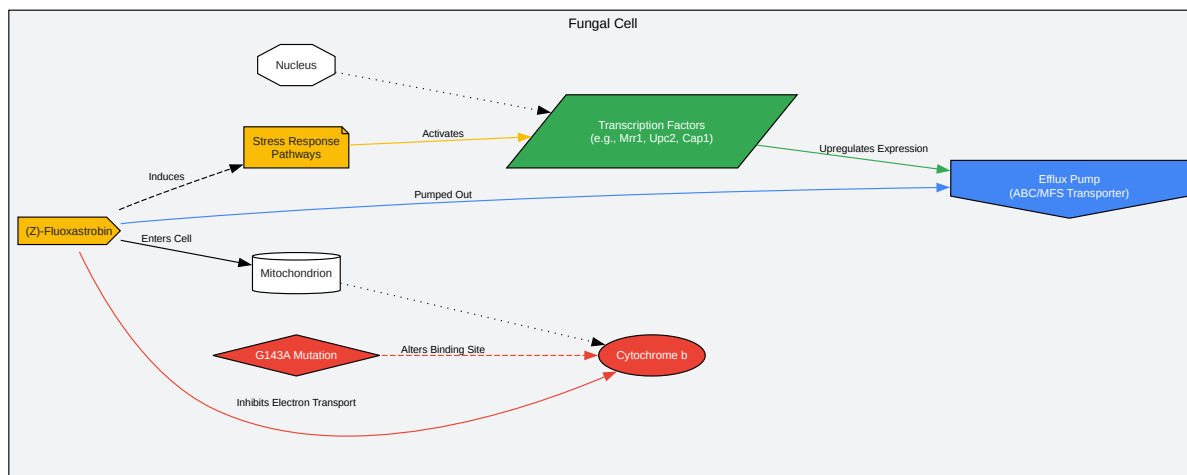 Fungal Cell
Nucleus
Transcription Factors
(e.g., Mrr1, Upc2, Cap1)
Stress Response
Pathways
Activates
Upregulates Expression
Efflux Pump
(ABC/MFS Transporter)
Induces
Pumped Out
(Z)-Fluoxastrobin
Enters Cell
Mitochondrion
G143A Mutation
Alters Binding Site
Cytochrome b
Inhibits Electron Transport